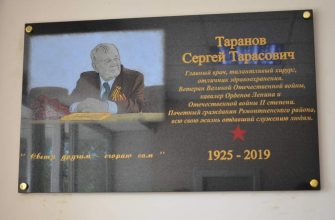 Таранов
Сергей Тарасович
Главный врач, талантливый хирург,
отличник здравоохранения.
Ветеран Великой Отечественной войны,
кавалер Орденов Ленина и
Отечественной войны II степени.
Почетный гражданин Ремонтненского района,
всю свою жизнь отдавший служению людям.
" Светя другим - сгораю сам "
1925 - 2019